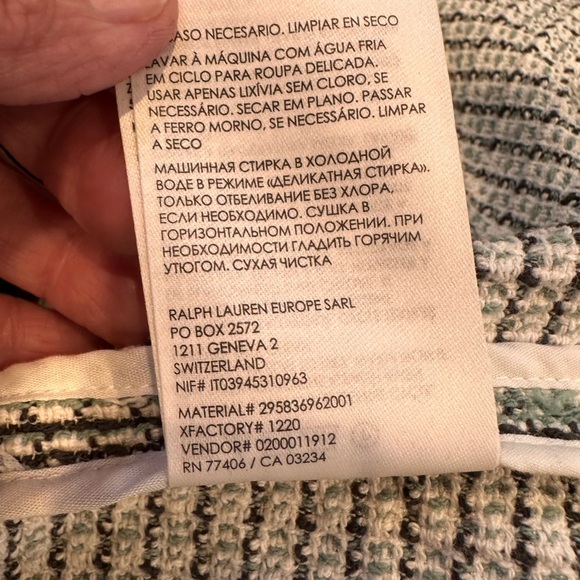 CASO NECESARIO. LIMPIAR EN SECO
LAVAR À MÁQUINA COM ÁGUA FRIA
EM CICLO PARA ROUPA DELICADA.
USAR APENAS LIXÍVIA SEM CLORO, SE
NECESSÁRIO. SECAR EM PLANO. PASSAR
A FERRO MORNO, SE NECESSÁRIO. LIMPAR
A SECO
МАШИННАЯ СТИРКА В ХОЛОДНОЙ
ВОДЕ В РЕЖИМЕ «ДЕЛИКАТНАЯ СТИРКА».
ТОЛЬКО ОТБЕЛИВАНИЕ БЕЗ ХЛОРА,
ЕСЛИ НЕОБХОДИМО. СУШКА В
ГОРИЗОНТАЛЬНОМ ПОЛОЖЕНИИ. ПРИ
НЕОБХОДИМОСТИ ГЛАДИТЬ ГОРЯЧИМ
УТЮГОМ. СУХАЯ ЧИСТКА
RALPH LAUREN EUROPE SARL
PO BOX 2572
1211 GENEVA 2
SWITZERLAND
NIF# IT03945310963
MATERIAL# 295836962001
XFACTORY# 1220
VENDOR# 0200011912
RN 77406 / CA 03234